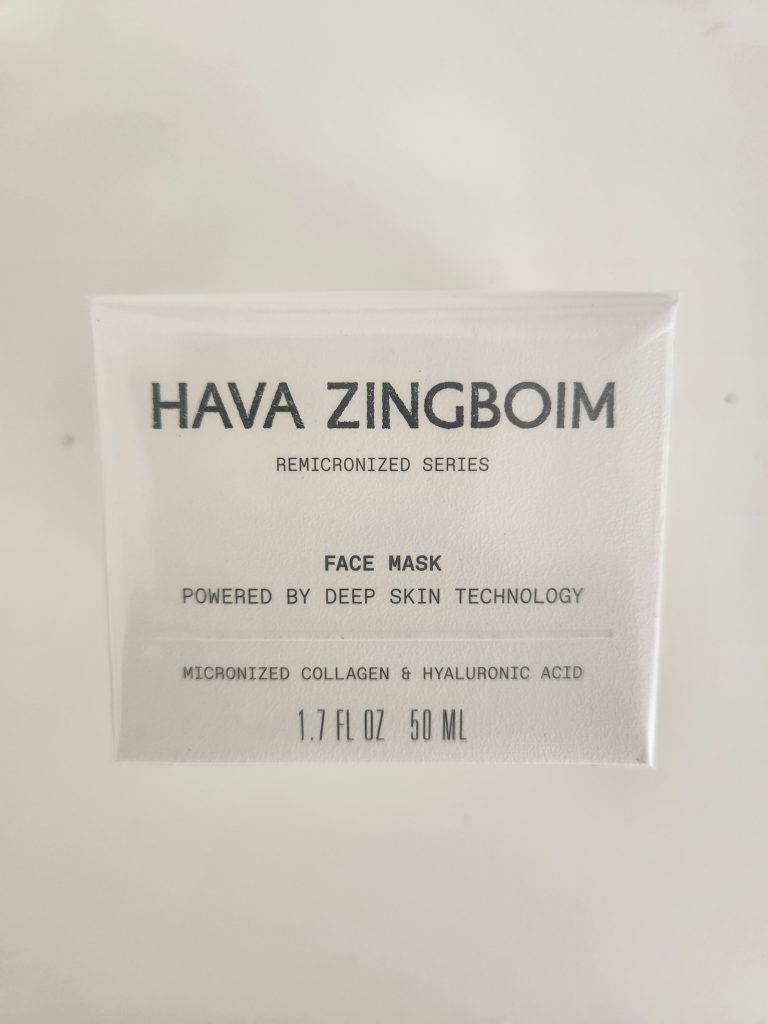 HAVA ZINGBOIM
REMICRONIZED SERIES
FACE MASK
POWERED BY DEEP SKIN TECHNOLOGY
MICRONIZED COLLAGEN & HYALURONIC ACID
1.7 FL OZ 50 ML